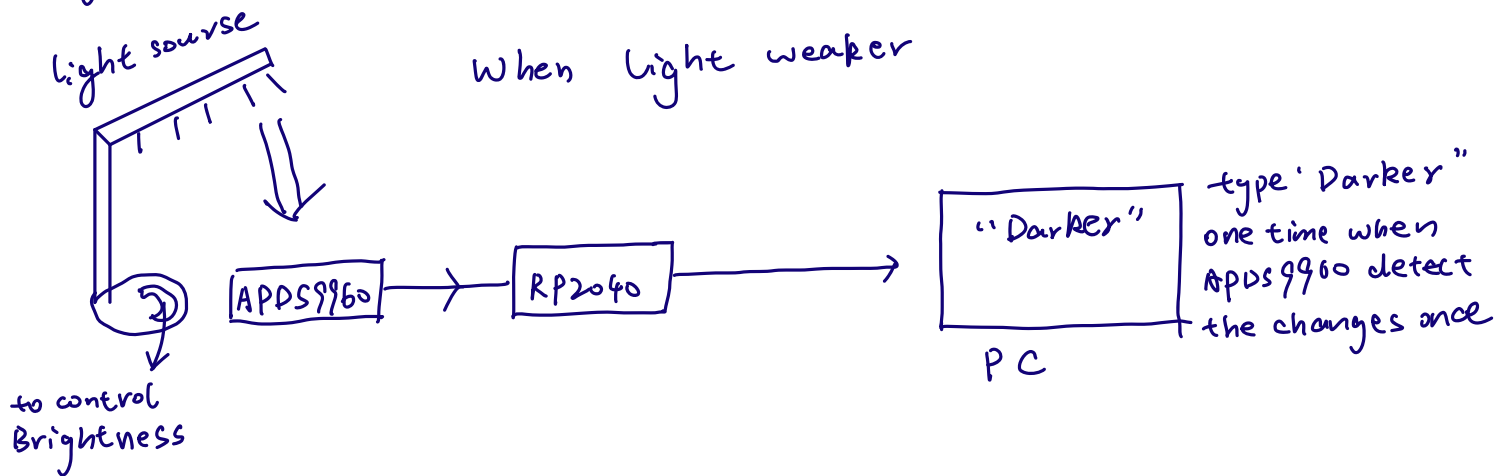 light sourse
When light weaker
APDS9960
RP2040
"Darker"
type "Darker"
one time when
APDS9960 detect
the changes once
PC
to control
Brightness